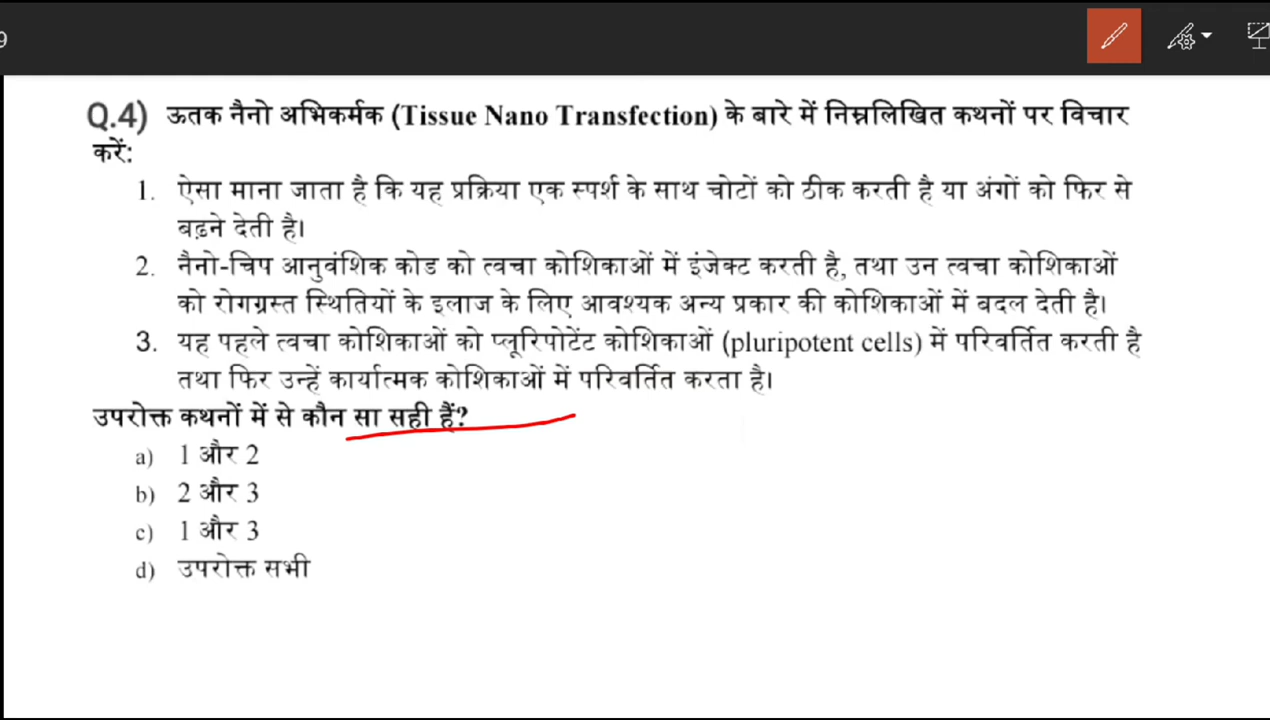 9
Q.4) ऊतक नैनो अभिकर्मक (Tissue Nano Transfection) के बारे में निम्नलिखित कथनों पर विचार
करें:
1. ऐसा माना जाता है कि यह प्रक्रिया एक स्पर्श के साथ चोटों को ठीक करती है या अंगों को फिर से
बढ़ने देती है।
2. नैनो-चिप आनुवंशिक कोड को त्वचा कोशिकाओं में इंजेक्ट करती है, तथा उन त्वचा कोशिकाओं
को रोगग्रस्त स्थितियों के इलाज के लिए आवश्यक अन्य प्रकार की कोशिकाओं में बदल देती है।
3. यह पहले त्वचा कोशिकाओं को प्लूरिपोटेंट कोशिकाओं (pluripotent cells) में परिवर्तित करती है
तथा फिर उन्हें कार्यात्मक कोशिकाओं में परिवर्तित करता है।
उपरोक्त कथनों में से कौन सा सही हैं?
a) 1 और 2
b) 2 और 3
c) 1 और 3
d) उपरोक्त सभी